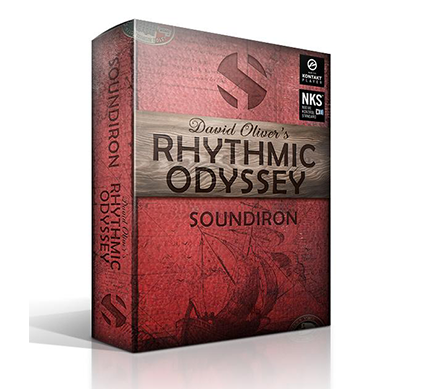 SOUNDIRON
David Oliver's
RHYTHMIC
ODYSSEY
David Oliver's
RHYTHMIC
ODYSSEY
SOUNDIRON
KONTAKT
PLAYER
NKS